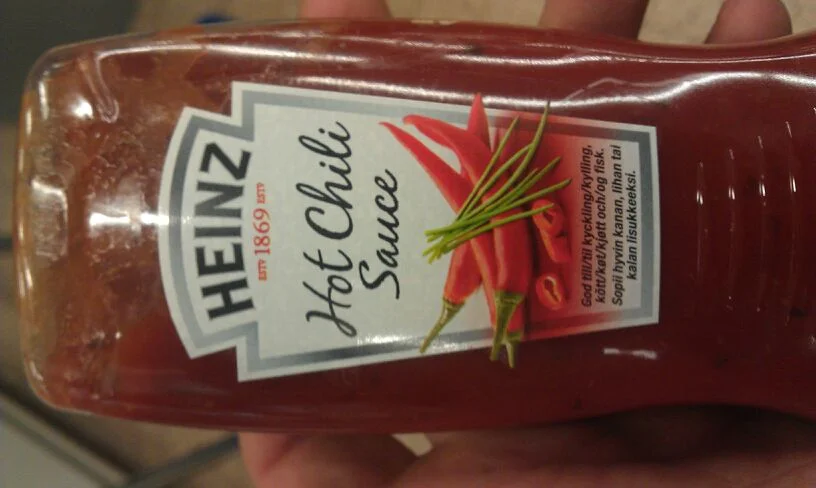 HEINZ
ESTD 1869 ESTD
Hot Chili
Sauce
God till/til kyckling/kylling,
kött/køt/kjøtt och/og fisk.
Sopii hyvin kanan, lihan tai
kalan lisukkeeksi.